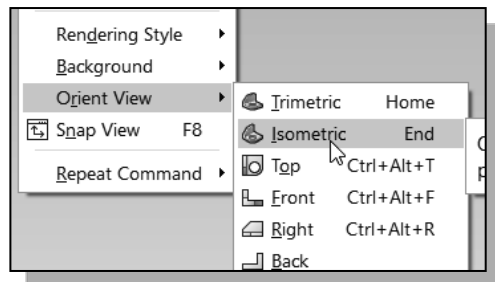 Rendering Style
Background
Orient View
Snap View F8
Repeat Command
Trimetric Home
Isometric End
Top Ctrl+Alt+T
Front Ctrl+Alt+F
Right Ctrl+Alt+R
Back